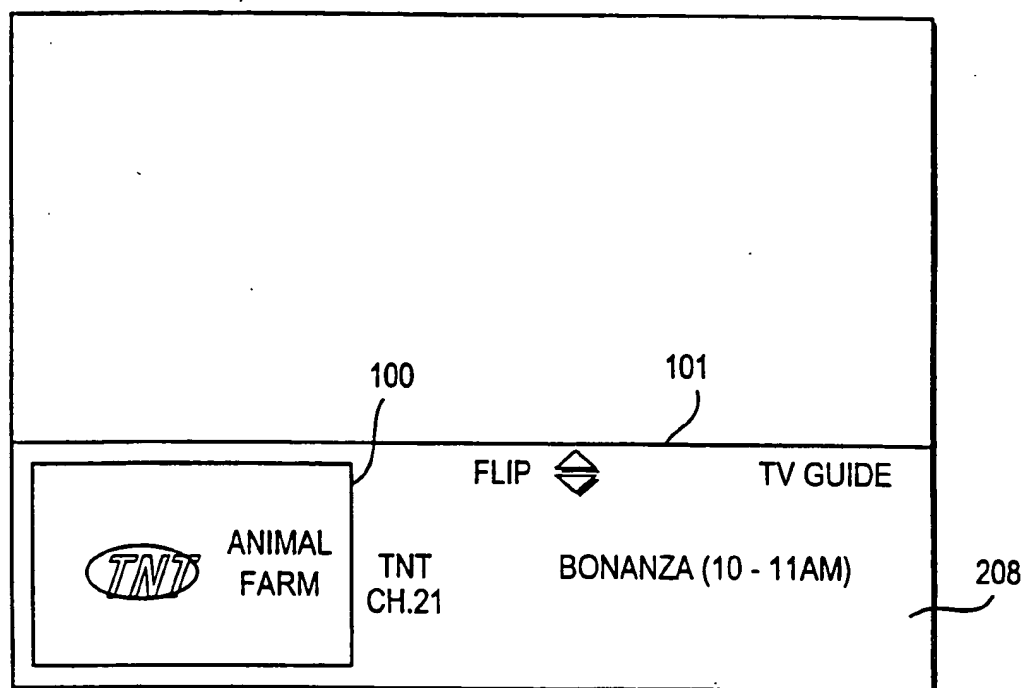 100
101
FLIP
TV GUIDE
TNT
ANIMAL
FARM
TNT
CH.21
BONANZA (10 - 11AM)
208